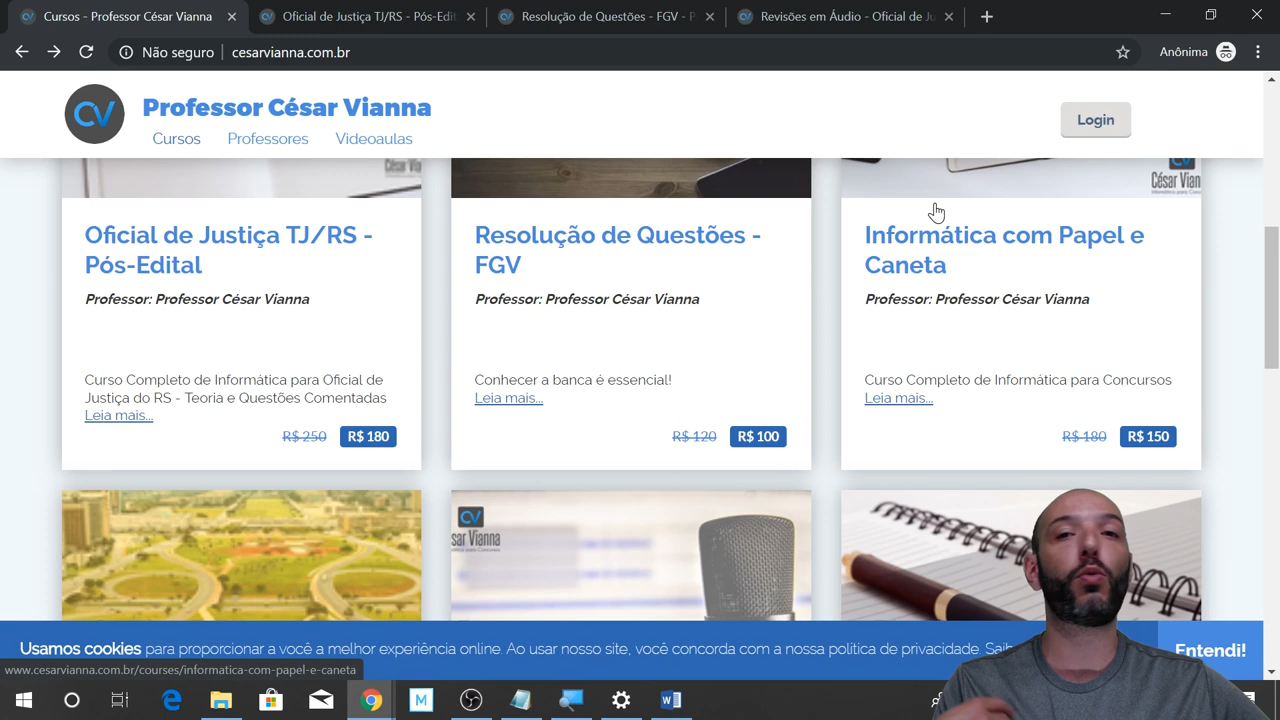 Cursos - Professor César Vianna
Oficial de Justiça TJ/RS - Pós-Edit
Resolução de Questões - FGV - P
Revisões em Áudio - Oficial de Ju
Não seguro
cesarvianna.com.br
Anônima
CV
Professor César Vianna
Cursos
Professores
Videoaulas
Login
César Vian
Oficial de Justiça TJ/RS -
Pós-Edital
Professor: Professor César Vianna
Curso Completo de Informática para Oficial de
Justiça do RS - Teoria e Questões Comentadas
Leia mais...
R$ 250
R$ 180
Resolução de Questões -
FGV
Professor: Professor César Vianna
Conhecer a banca é essencial!
Leia mais...
R$ 120
R$ 100
Informática com Papel e
Caneta
Professor: Professor César Vianna
Curso Completo de Informática para Concursos
Leia mais...
R$ 180
R$ 150
CV
sar Vianna
Usamos cookies para proporcionar a você a melhor experiência online. Ao usar nosso site, você concorda com a nossa política de privacidade.
Entendi!
www.cesarvianna.com.br/courses/informatica-com-papel-e-caneta
M